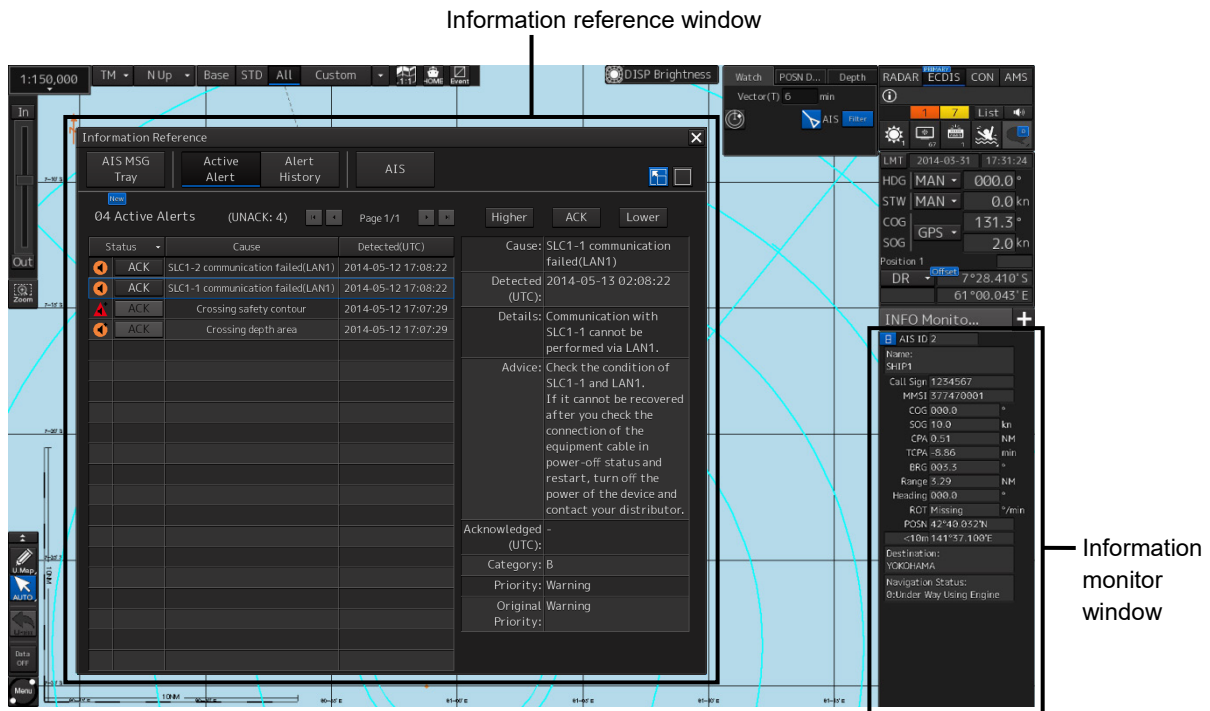 Information reference window
1:150,000
TM
N Up
Base
STD
All
Custom
1:1
HOME
Event
DISP Brightness
Watch
POSN D...
Depth
Vector(T) 6 min
AIS
Filter
PRIMARY
RADAR ECDIS CON AMS
1 7 List
1 67 1
LMT 2014-03-31 17:31:24
HDG MAN 000.0 °
STW MAN 0.0 kn
COG GPS 131.3 °
SOG 2.0 kn
Position 1
DR Offset 7°28.410'S
61°00.043'E
INFO Monito... +
AIS ID 2
Name:
SHIP1
Call Sign 1234567
MMSI 377470001
COG 000.0 °
SOG 10.0 kn
CPA 0.51 NM
TCPA -8.86 min
BRG 003.3 °
Range 3.29 NM
Heading 000.0 °
ROT Missing °/min
POSN 42°40.032'N
<10m 141°37.100'E
Destination:
YOKOHAMA
Navigation Status:
0:Under Way Using Engine
Information
monitor
window
In
Out
Zoom
U.Map
AUTO
Undo
Data
OFF
Menu
10NM
10NM
Information Reference
AIS MSG
Tray
Active
Alert
Alert
History
AIS
New
04 Active Alerts (UNACK: 4) Page 1/1 Higher ACK Lower
Status Cause Detected(UTC)
ACK SLC1-2 communication failed(LAN1) 2014-05-12 17:08:22
ACK SLC1-1 communication failed(LAN1) 2014-05-12 17:08:22
ACK Crossing safety contour 2014-05-12 17:07:29
ACK Crossing depth area 2014-05-12 17:07:29
Cause: SLC1-1 communication
failed(LAN1)
Detected 2014-05-13 02:08:22
(UTC):
Details: Communication with
SLC1-1 cannot be
performed via LAN1.
Advice: Check the condition of
SLC1-1 and LAN1.
If it cannot be recovered
after you check the
connection of the
equipment cable in
power-off status and
restart, turn off the
power of the device and
contact your distributor.
Acknowledged -
(UTC):
Category: B
Priority: Warning
Original Warning
Priority: